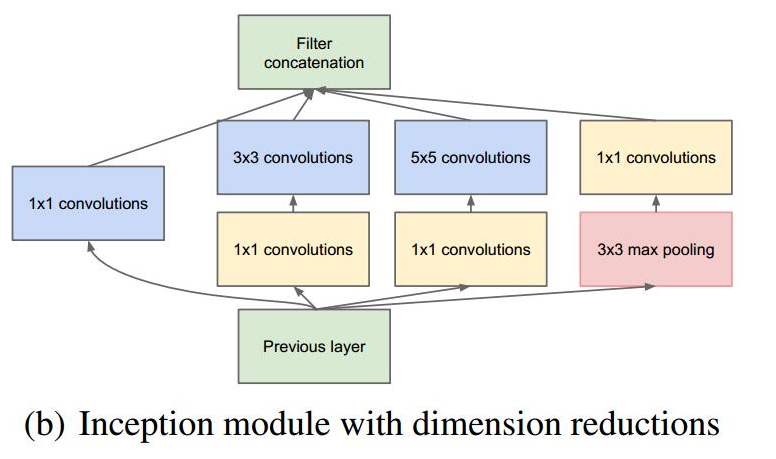 Filter
concatenation
3x3 convolutions
5x5 convolutions
1x1 convolutions
1x1 convolutions
1x1 convolutions
1x1 convolutions
3x3 max pooling
Previous layer
(b) Inception module with dimension reductions